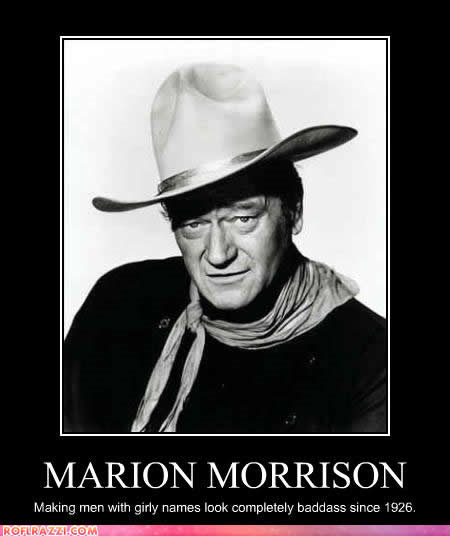 MARION MORRISON
Making men with girly names look completely baddass since 1926.
ROFLRAZZI.COM